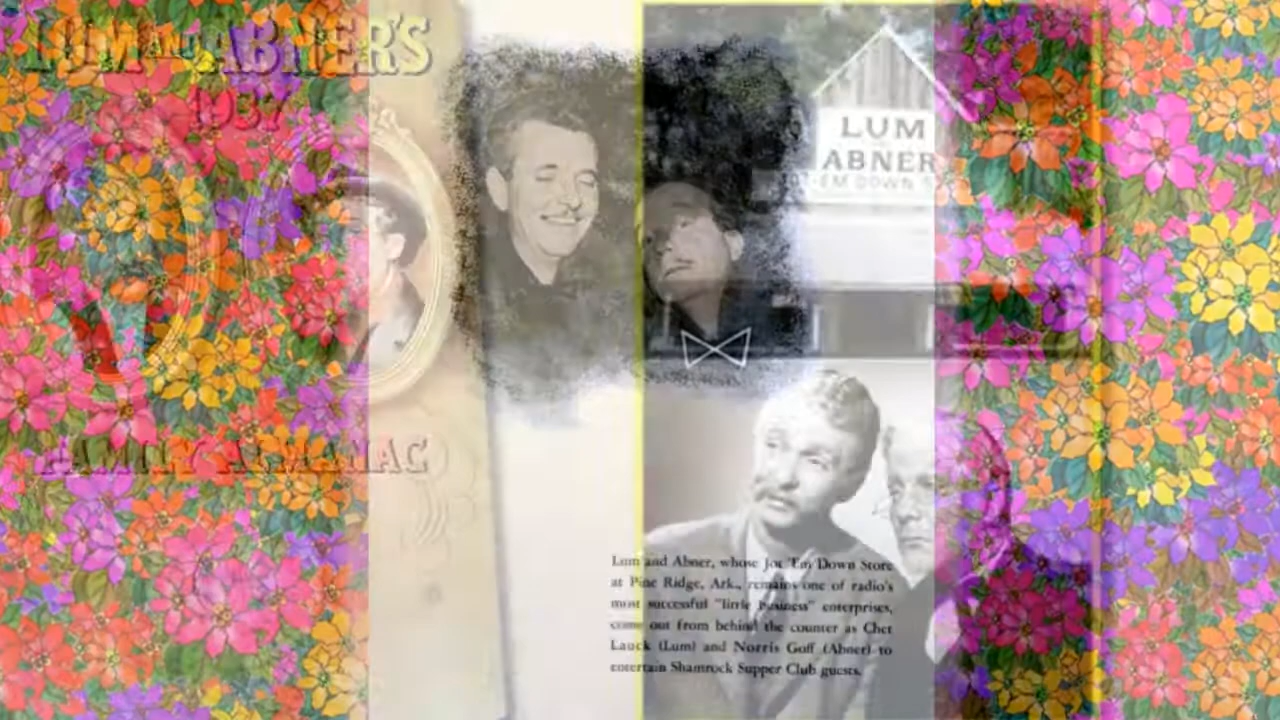 LUM AND ABNER'S
1937
FAMILY ALMANAC
LUM
ABNER
'EM DOWN S
Lum and Abner, whose Jot 'Em Down Store
at Pine Ridge, Ark., remains one of radio's
most successful "little business" enterprises,
come out from behind the counter as Chet
Lauck (Lum) and Norris Goff (Abner) to
entertain Shamrock Supper Club guests.